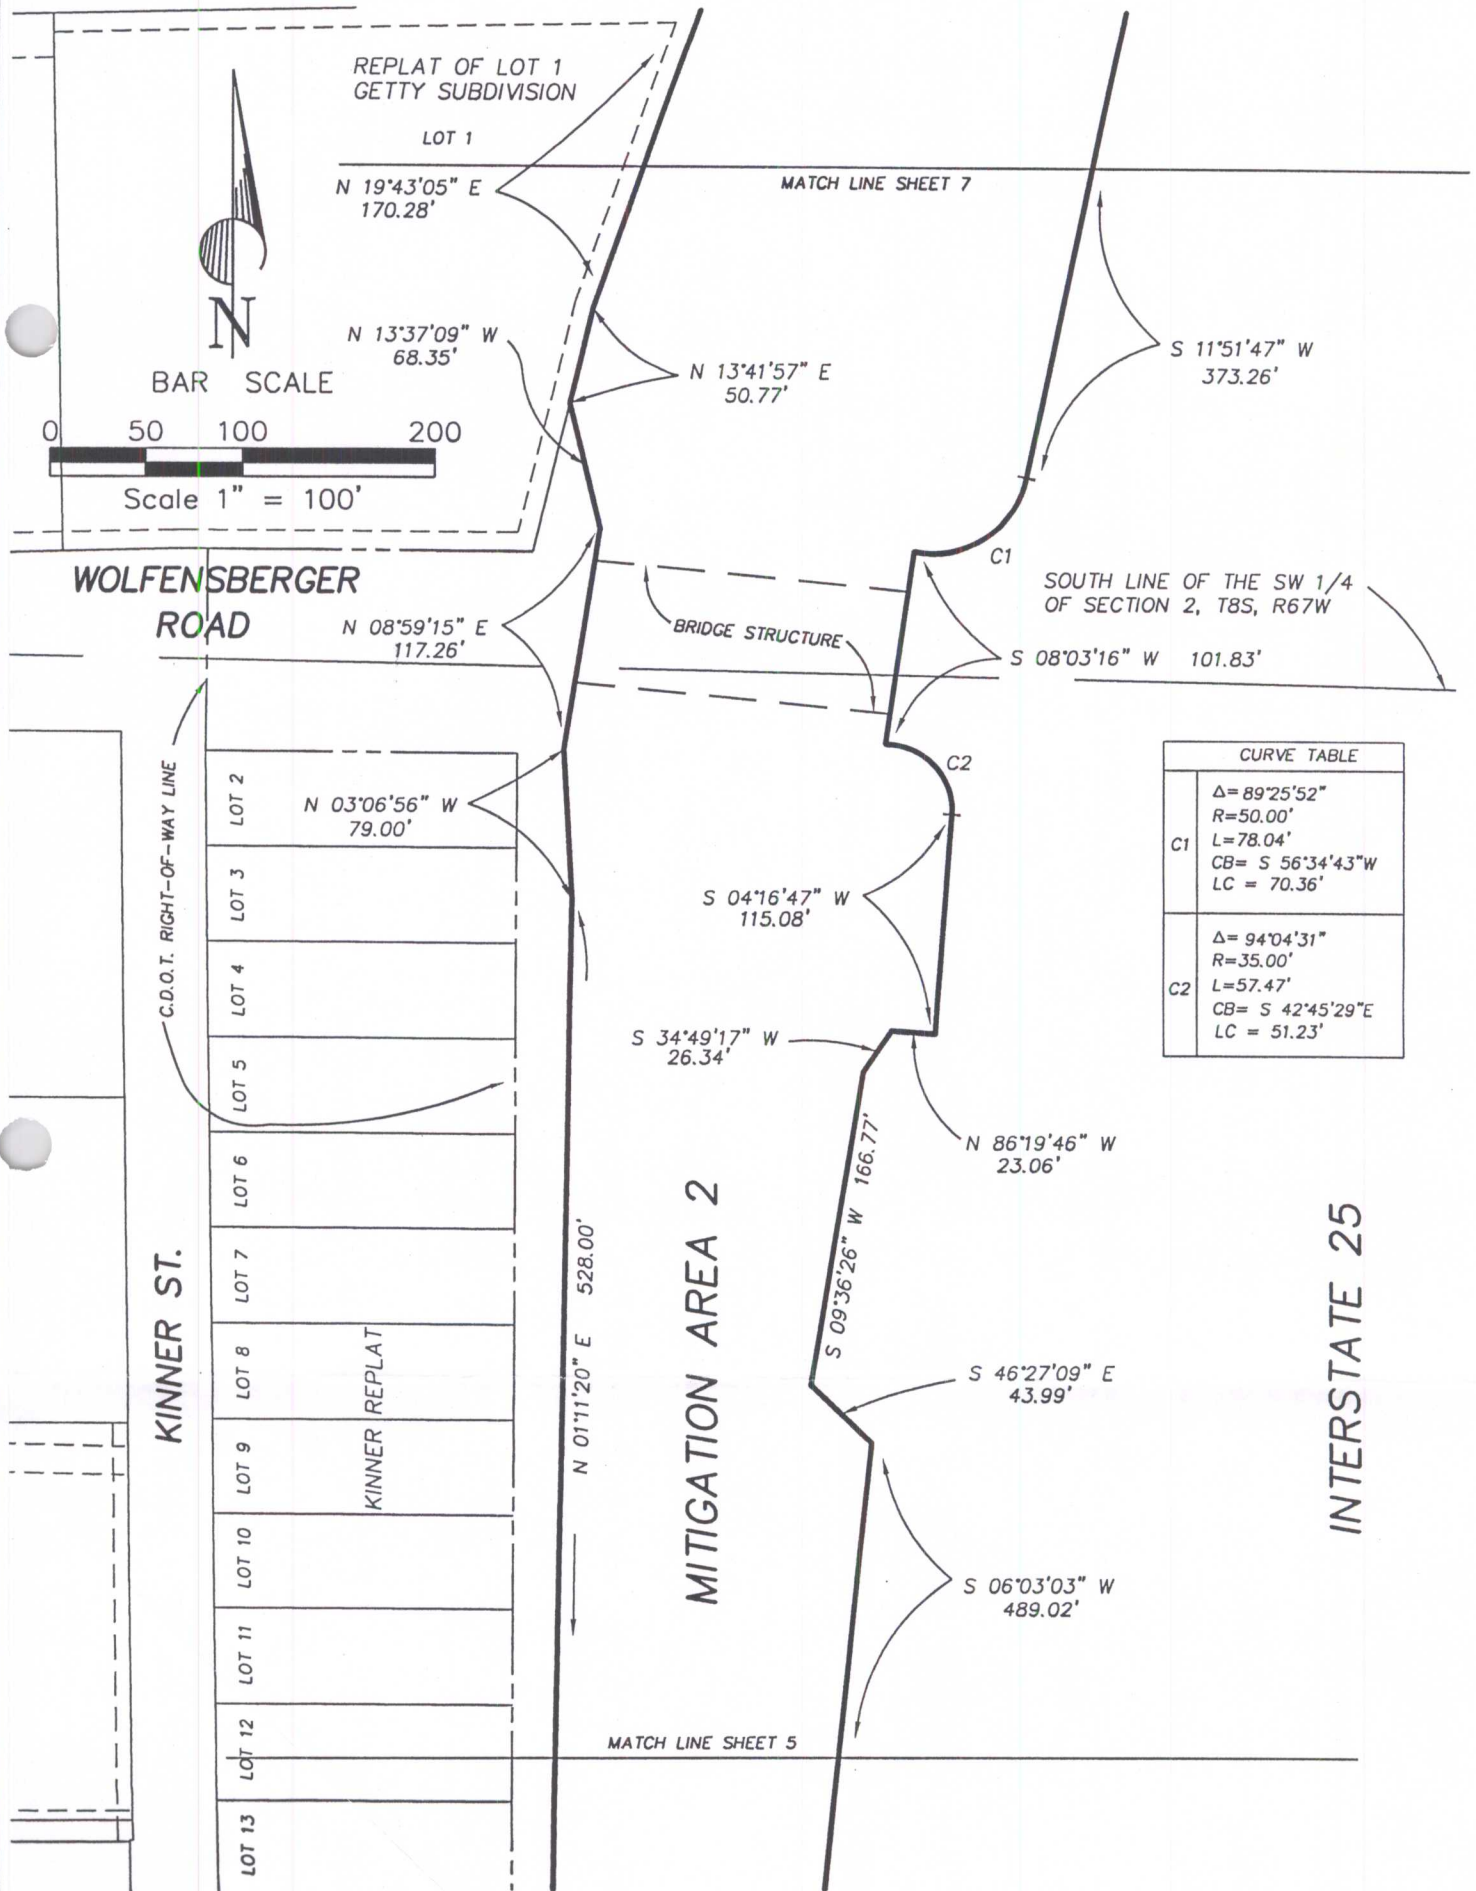 REPLAT OF LOT 1
GETTY SUBDIVISION
LOT 1
MATCH LINE SHEET 7
N 19°43'05" E
170.28'
N
N 13°37'09" W
68.35'
N 13°41'57" E
50.77'
S 11°51'47" W
373.26'
BAR SCALE
0 50 100 200
Scale 1" = 100'
C1
WOLFENSBERGER
ROAD
SOUTH LINE OF THE SW 1/4
OF SECTION 2, T8S, R67W
N 08°59'15" E
117.26'
BRIDGE STRUCTURE
S 08°03'16" W 101.83'
C2
CURVE TABLE
C1
Δ= 89°25'52"
R=50.00'
L=78.04'
CB= S 56°34'43"W
LC = 70.36'
C2
Δ= 94°04'31"
R=35.00'
L=57.47'
CB= S 42°45'29"E
LC = 51.23'
C.D.O.T. RIGHT-OF-WAY LINE
N 03°06'56" W
79.00'
S 04°16'47" W
115.08'
S 34°49'17" W
26.34'
N 86°19'46" W
23.06'
S 09°36'26" W 166.77'
S 46°27'09" E
43.99'
S 06°03'03" W
489.02'
N 01°11'20" E 528.00'
MITIGATION AREA 2
INTERSTATE 25
KINNER ST.
KINNER REPLAT
LOT 2
LOT 3
LOT 4
LOT 5
LOT 6
LOT 7
LOT 8
LOT 9
LOT 10
LOT 11
LOT 12
LOT 13
MATCH LINE SHEET 5